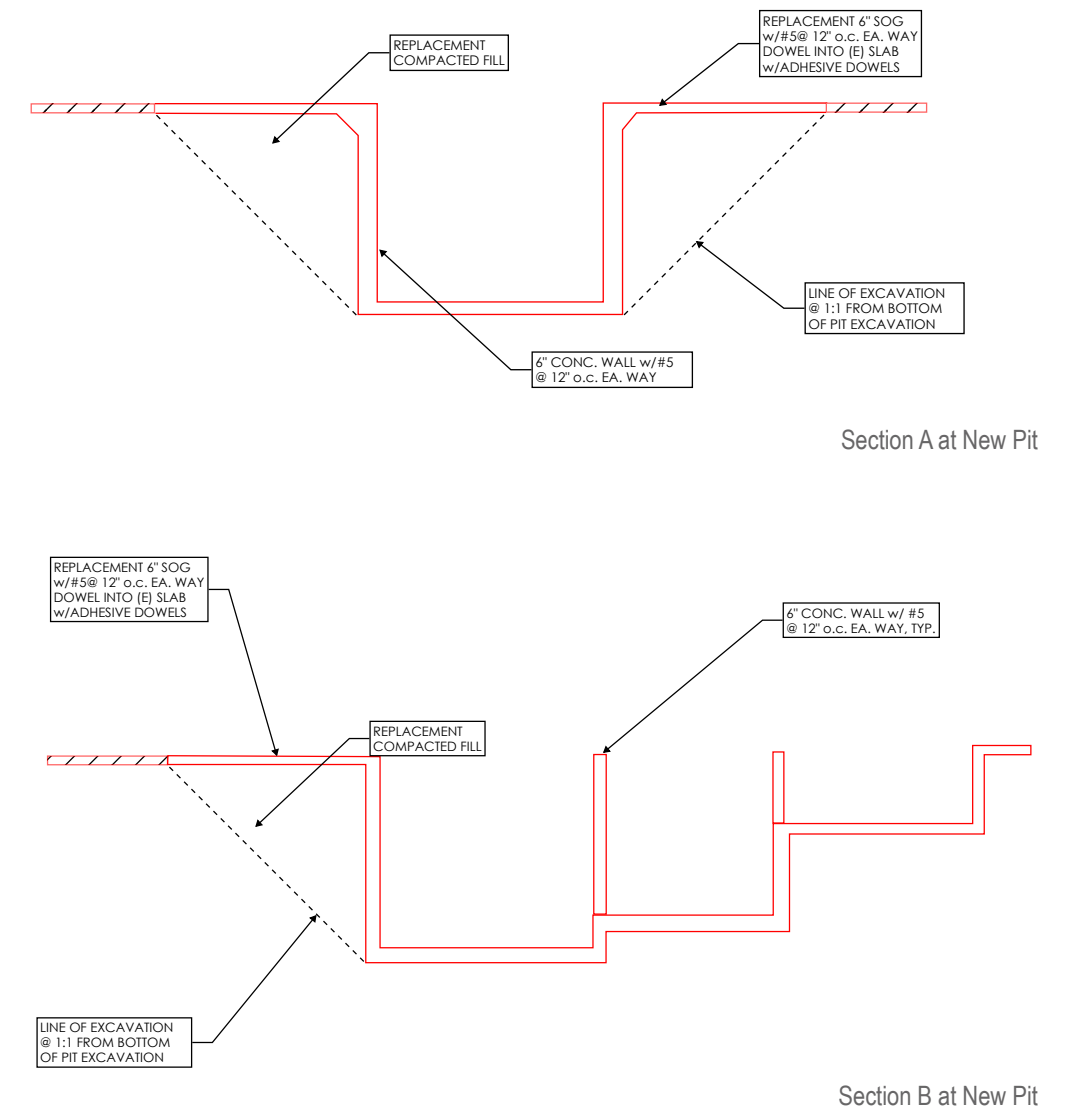 REPLACEMENT
COMPACTED FILL
REPLACEMENT 6" SOG
w/#5@ 12" o.c. EA. WAY
DOWEL INTO (E) SLAB
w/ADHESIVE DOWELS
LINE OF EXCAVATION
@ 1:1 FROM BOTTOM
OF PIT EXCAVATION
6" CONC. WALL w/#5
@ 12" o.c. EA. WAY
Section A at New Pit
REPLACEMENT 6" SOG
w/#5@ 12" o.c. EA. WAY
DOWEL INTO (E) SLAB
w/ADHESIVE DOWELS
6" CONC. WALL w/ #5
@ 12" o.c. EA. WAY, TYP.
REPLACEMENT
COMPACTED FILL
LINE OF EXCAVATION
@ 1:1 FROM BOTTOM
OF PIT EXCAVATION
Section B at New Pit